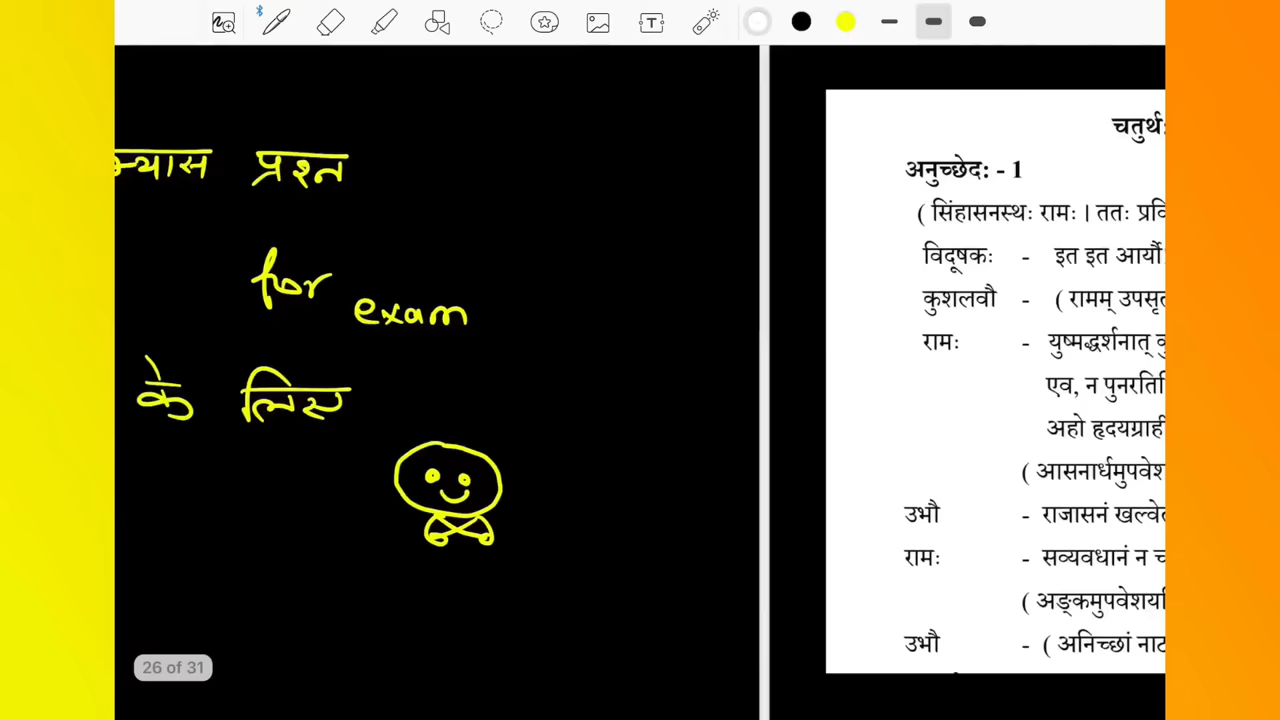 भ्यास प्रश्न
for exam
के लिए
26 of 31
चतुर्थ:
अनुच्छेदः - 1
( सिंहासनस्थः रामः । ततः प्रवि
विदूषकः - इत इत आर्यौ
कुशलवौ - ( रामम् उपसृत
रामः - युष्मद्दर्शनात् कु
एव, न पुनरतिि
अहो हृदयग्राही
( आसनार्धमुपवेश
उभौ - राजासनं खल्वे
रामः - सव्यवधानं न च
( अङ्कमुपवेशय
उभौ - ( अनिच्छां नाट